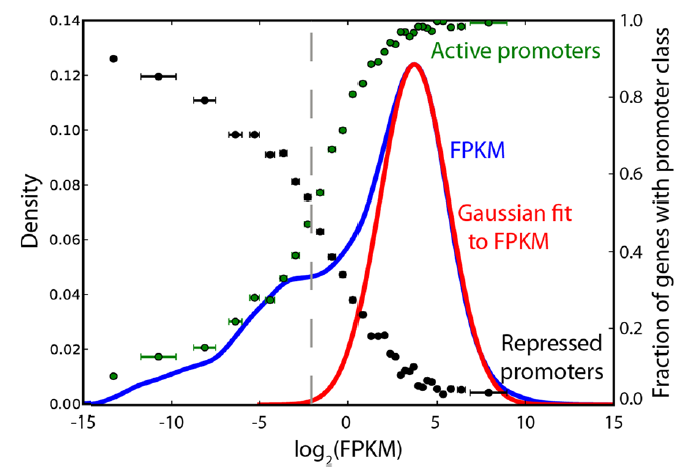 0.14
0.12
0.10
0.08
0.06
0.04
0.02
0.00
Density
-15
-10
-5
0
5
10
15
log2(FPKM)
1.0
0.8
0.6
0.4
0.2
0.0
Fraction of genes with promoter class
Active promoters
FPKM
Gaussian fit
to FPKM
Repressed
promoters